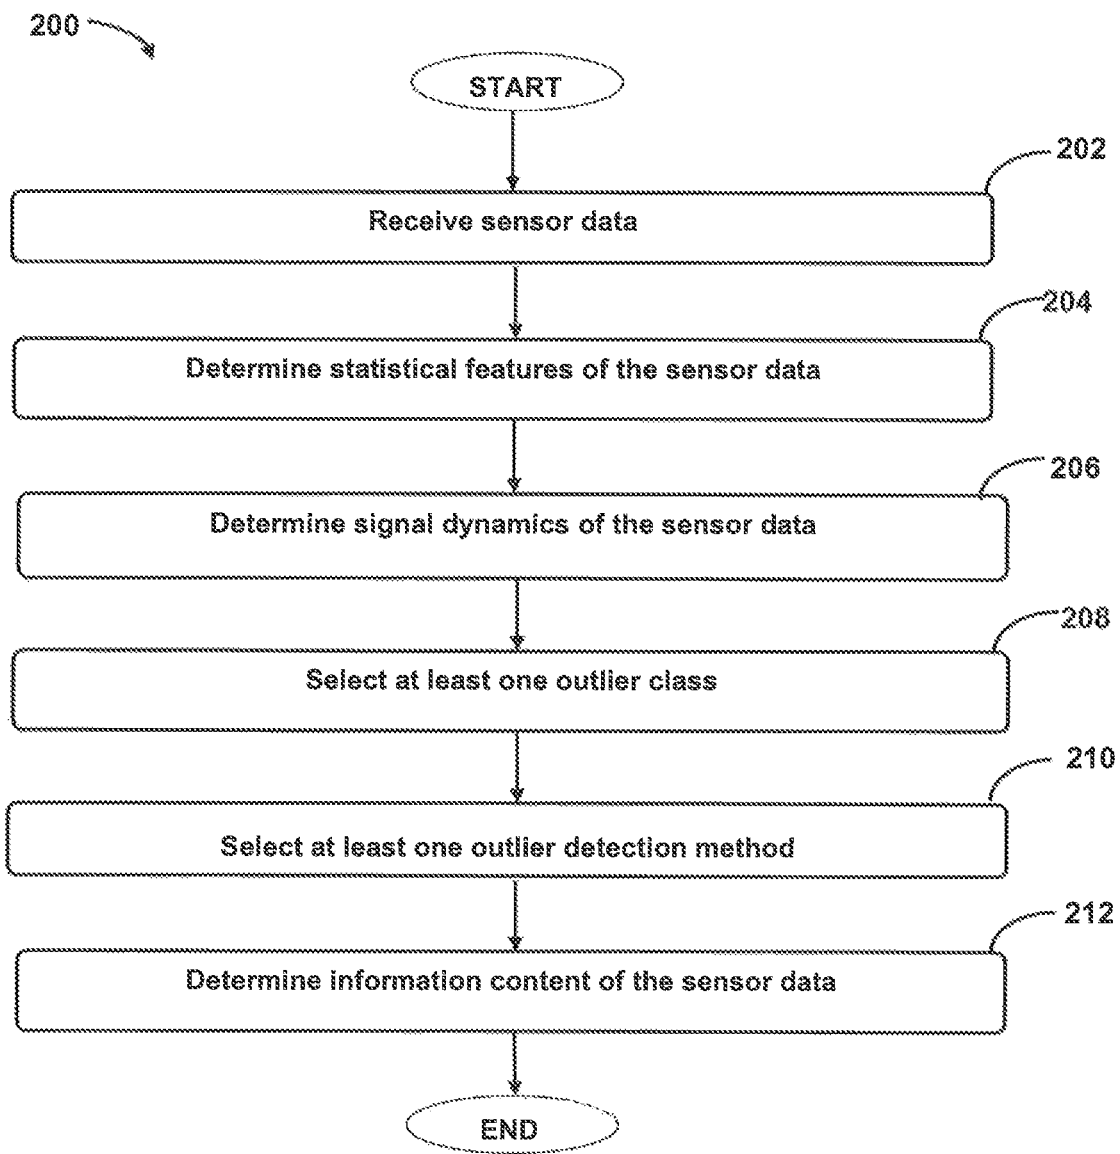 200
START
202
Receive sensor data
204
Determine statistical features of the sensor data
206
Determine signal dynamics of the sensor data
208
Select at least one outlier class
210
Select at least one outlier detection method
212
Determine information content of the sensor data
END